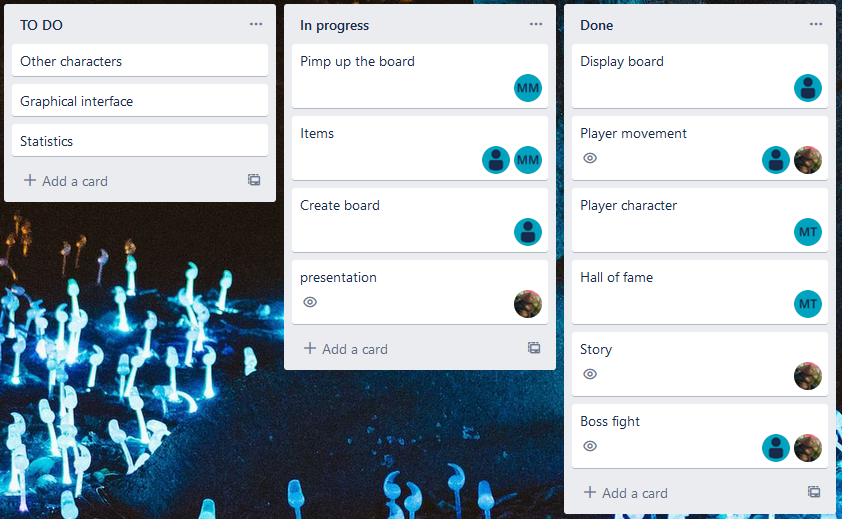 TO DO
Other characters
Graphical interface
Statistics
Add a card
In progress
Pimp up the board
MM
Items
MM
Create board
presentation
Add a card
Done
Display board
Player movement
Player character
MT
Hall of fame
MT
Story
Boss fight
Add a card